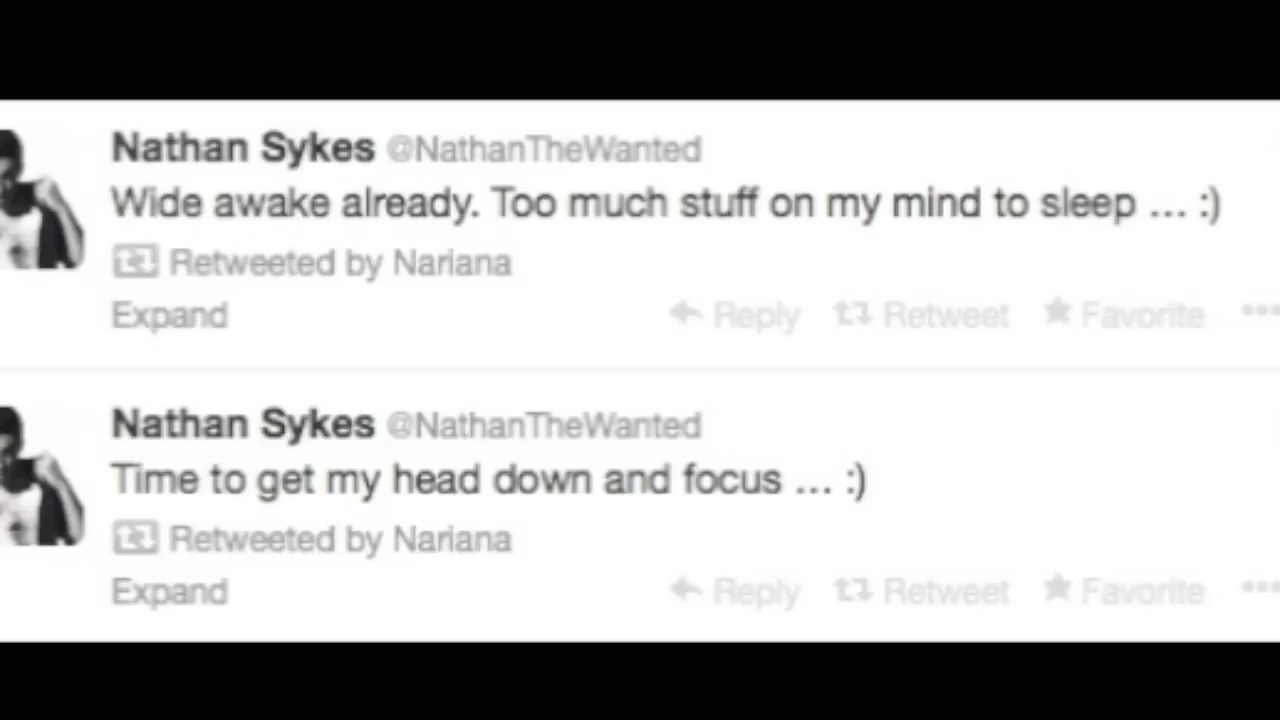 Nathan Sykes @NathanTheWanted
Wide awake already. Too much stuff on my mind to sleep ... :)
Retweeted by Nariana
Expand Reply Retweet Favorite •••
Nathan Sykes @NathanTheWanted
Time to get my head down and focus ... :)
Retweeted by Nariana
Expand Reply Retweet Favorite •••